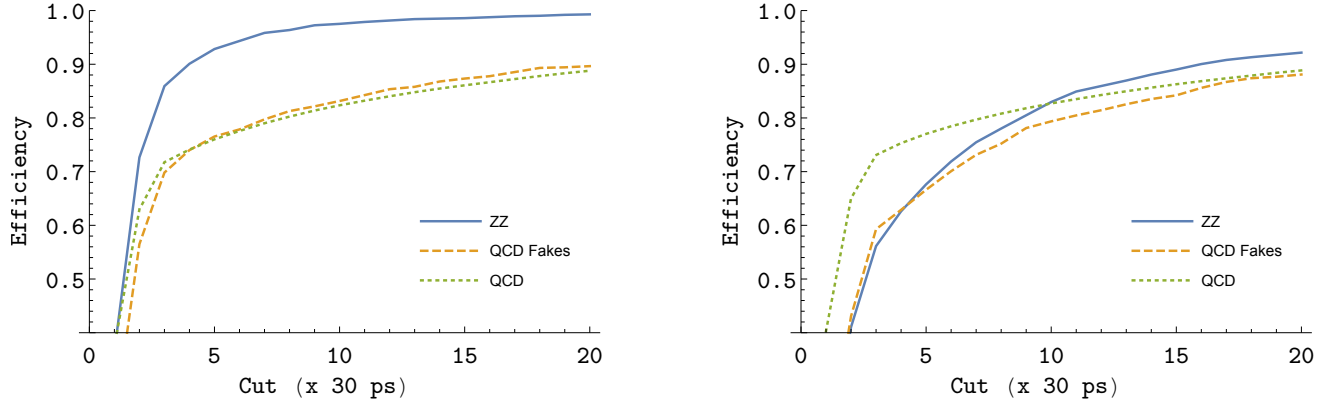 1.0
0.9
0.8
0.7
0.6
0.5
Efficiency
ZZ
QCD Fakes
QCD
0 5 10 15 20
Cut (x 30 ps)
1.0
0.9
0.8
0.7
0.6
0.5
Efficiency
ZZ
QCD Fakes
QCD
0 5 10 15 20
Cut (x 30 ps)